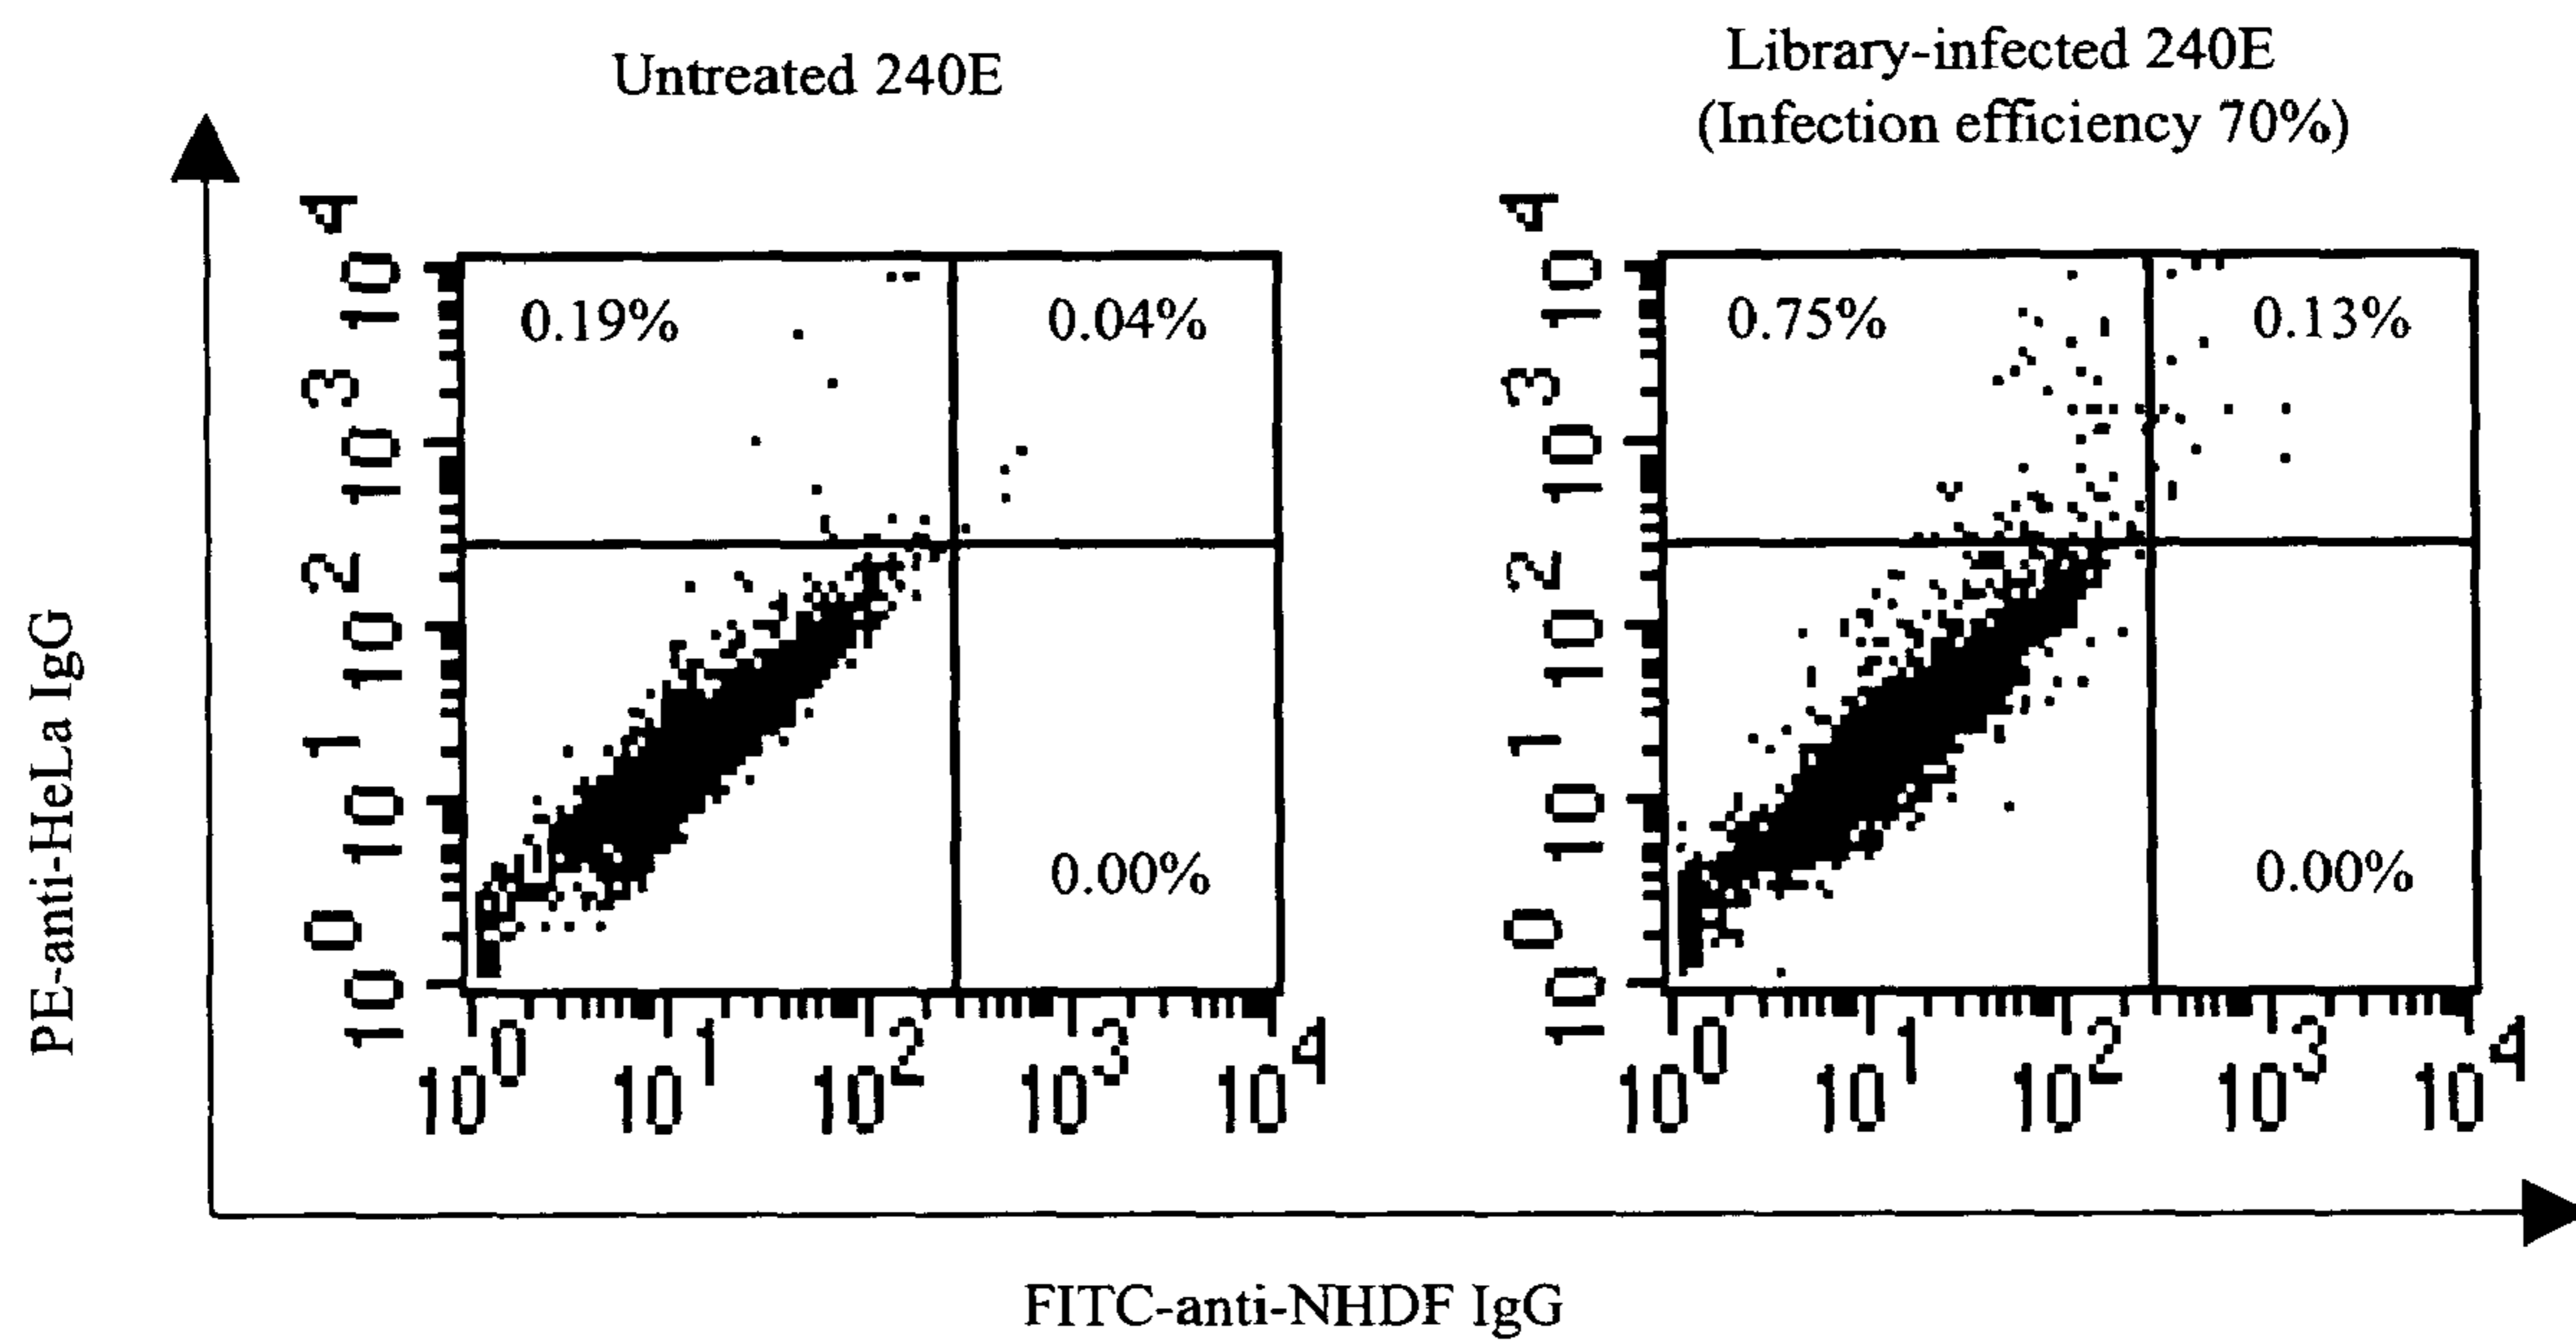 Untreated 240E
Library-infected 240E
(Infection efficiency 70%)
PE-anti-HeLa IgG
10^4
10^3
10^2
10^1
10^0
0.19%
0.04%
0.00%
10^0 10^1 10^2 10^3 10^4
10^4
10^3
10^2
10^1
10^0
0.75%
0.13%
0.00%
10^0 10^1 10^2 10^3 10^4
FITC-anti-NHDF IgG